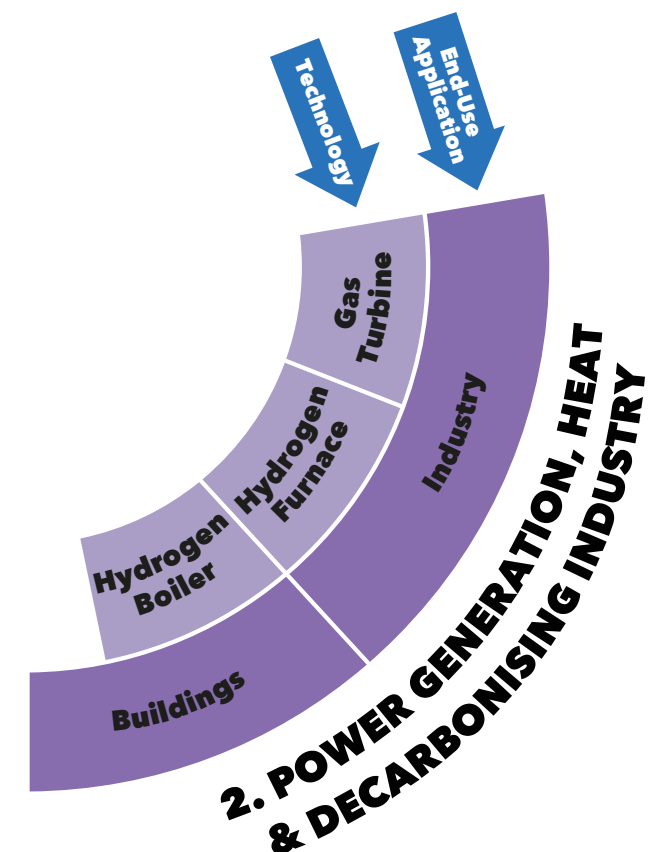 Technology
End-Use
Application
Gas
Turbine
Hydrogen
Furnace
Hydrogen
Boiler
Industry
Buildings
2. POWER GENERATION, HEAT
& DECARBONISING INDUSTRY